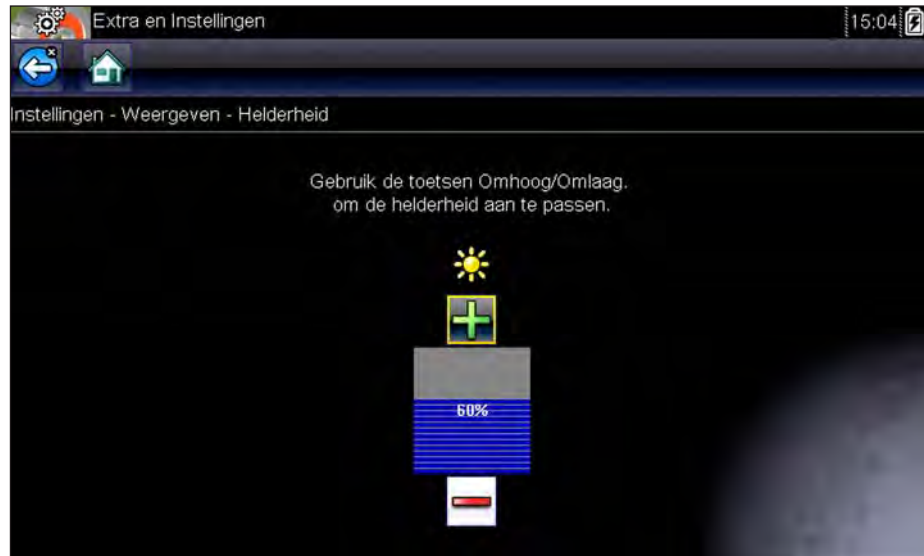 Extra en Instellingen
15:04
Instellingen - Weergeven - Helderheid
Gebruik de toetsen Omhoog/Omlaag.
om de helderheid aan te passen.
60%